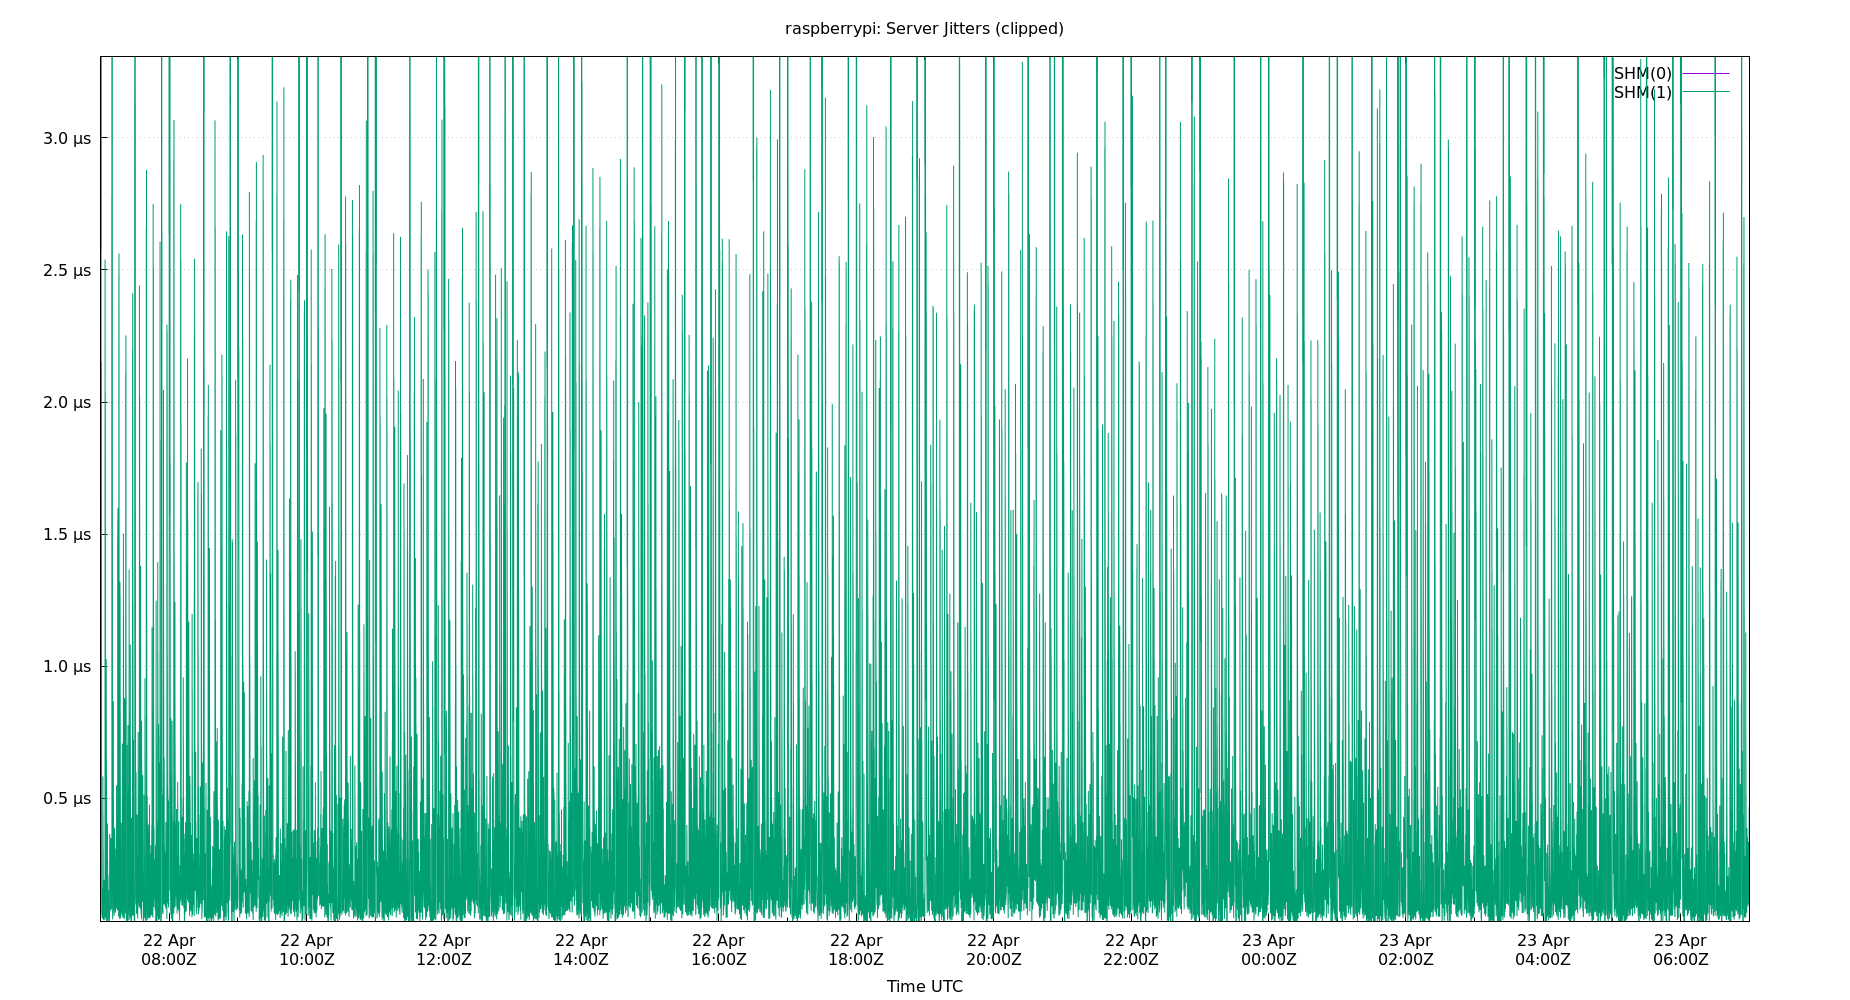 raspberrypi: Server Jitters (clipped)
SHM(0)
SHM(1)
3.0 µs
2.5 µs
2.0 µs
1.5 µs
1.0 µs
0.5 µs
22 Apr 22 Apr 22 Apr 22 Apr 22 Apr 22 Apr 22 Apr 22 Apr 23 Apr 23 Apr 23 Apr 23 Apr
08:00Z 10:00Z 12:00Z 14:00Z 16:00Z 18:00Z 20:00Z 22:00Z 00:00Z 02:00Z 04:00Z 06:00Z
Time UTC